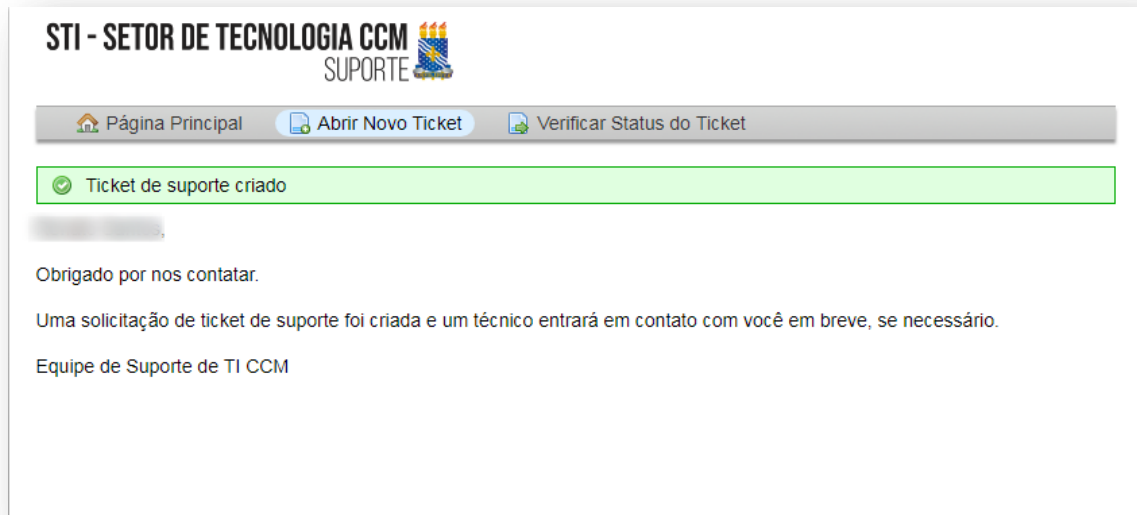 STI - SETOR DE TECNOLOGIA CCM
SUPORTE
Página Principal Abrir Novo Ticket Verificar Status do Ticket
Ticket de suporte criado
,
Obrigado por nos contatar.
Uma solicitação de ticket de suporte foi criada e um técnico entrará em contato com você em breve, se necessário.
Equipe de Suporte de TI CCM